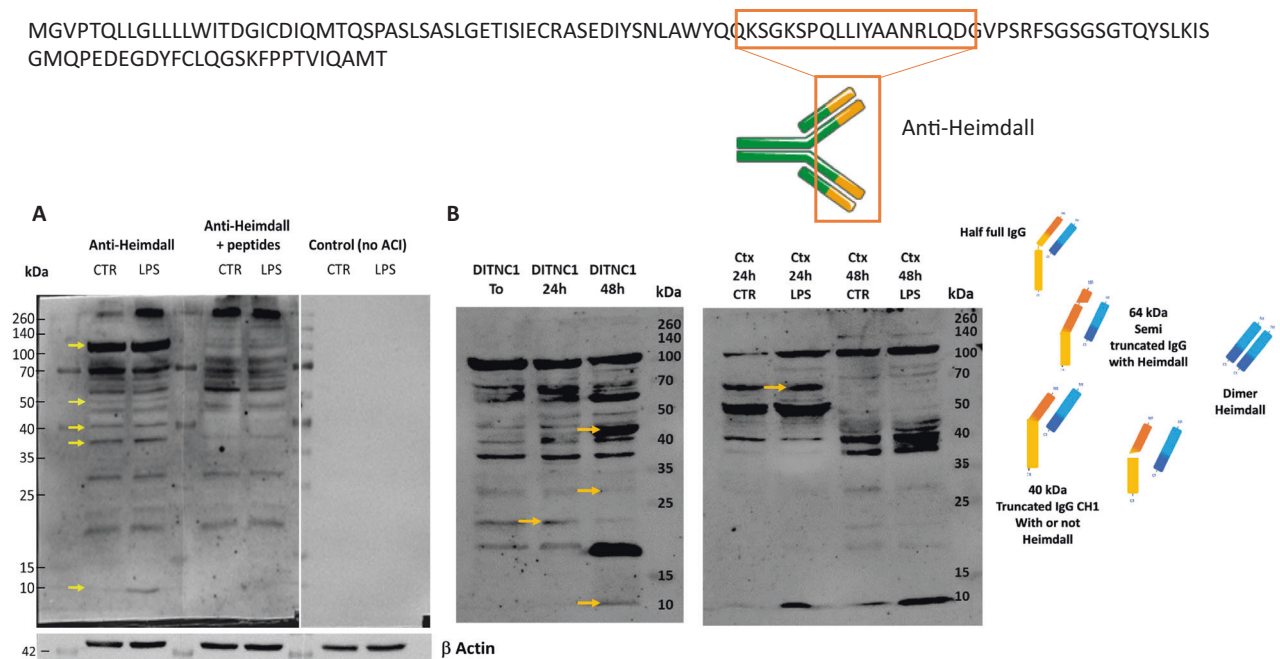 MGVPTQLLGLLLLWITDGICDIQMTQSPASLSASLGETISIECRASEDIYSNLAWYQQKSGKSPQLLIYAANRLQDGVPSRFSGSGSGTQYSLKIS
GMQPEDEGDYFCLQGSKFPPTVIQAMT
Anti-Heimdall
A
Anti-Heimdall
Anti-Heimdall
+ peptides
Control (no ACI)
kDa
CTR LPS CTR LPS CTR LPS
260
140
100
70
50
40
35
25
15
10
42
β Actin
B
DITNC1
To
DITNC1
24h
DITNC1
48h
kDa
260
140
100
70
50
40
35
25
15
10
Ctx
24h
CTR
Ctx
24h
LPS
Ctx
48h
CTR
Ctx
48h
LPS
kDa
260
140
100
70
50
40
35
25
15
10
Half full IgG
64 kDa
Semi
truncated IgG
with Heimdall
Dimer
Heimdall
40 kDa
Truncated IgG CH1
With or not
Heimdall